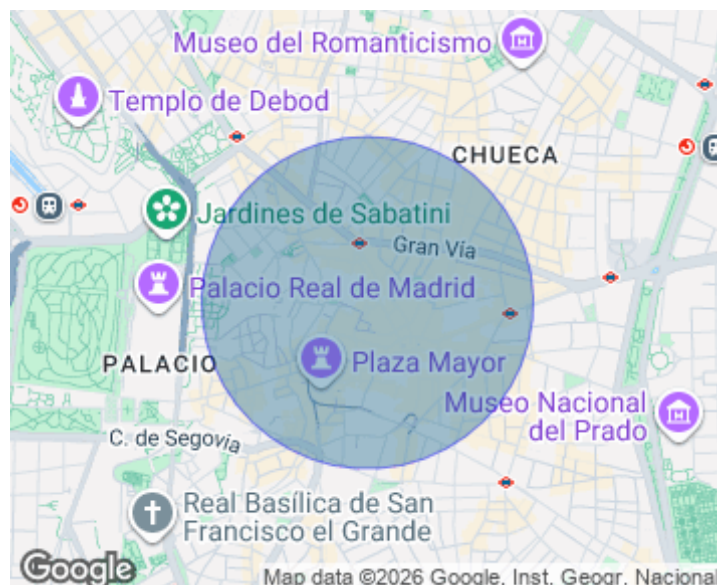 Museo del Romanticismo
Templo de Debod
CHUECA
Jardines de Sabatini
Gran Vía
Palacio Real de Madrid
PALACIO
Plaza Mayor
Museo Nacional
del Prado
C. de Segovia
Real Basílica de San
Francisco el Grande
Google
Map data ©2026 Google, Inst. Geogr. Nacional